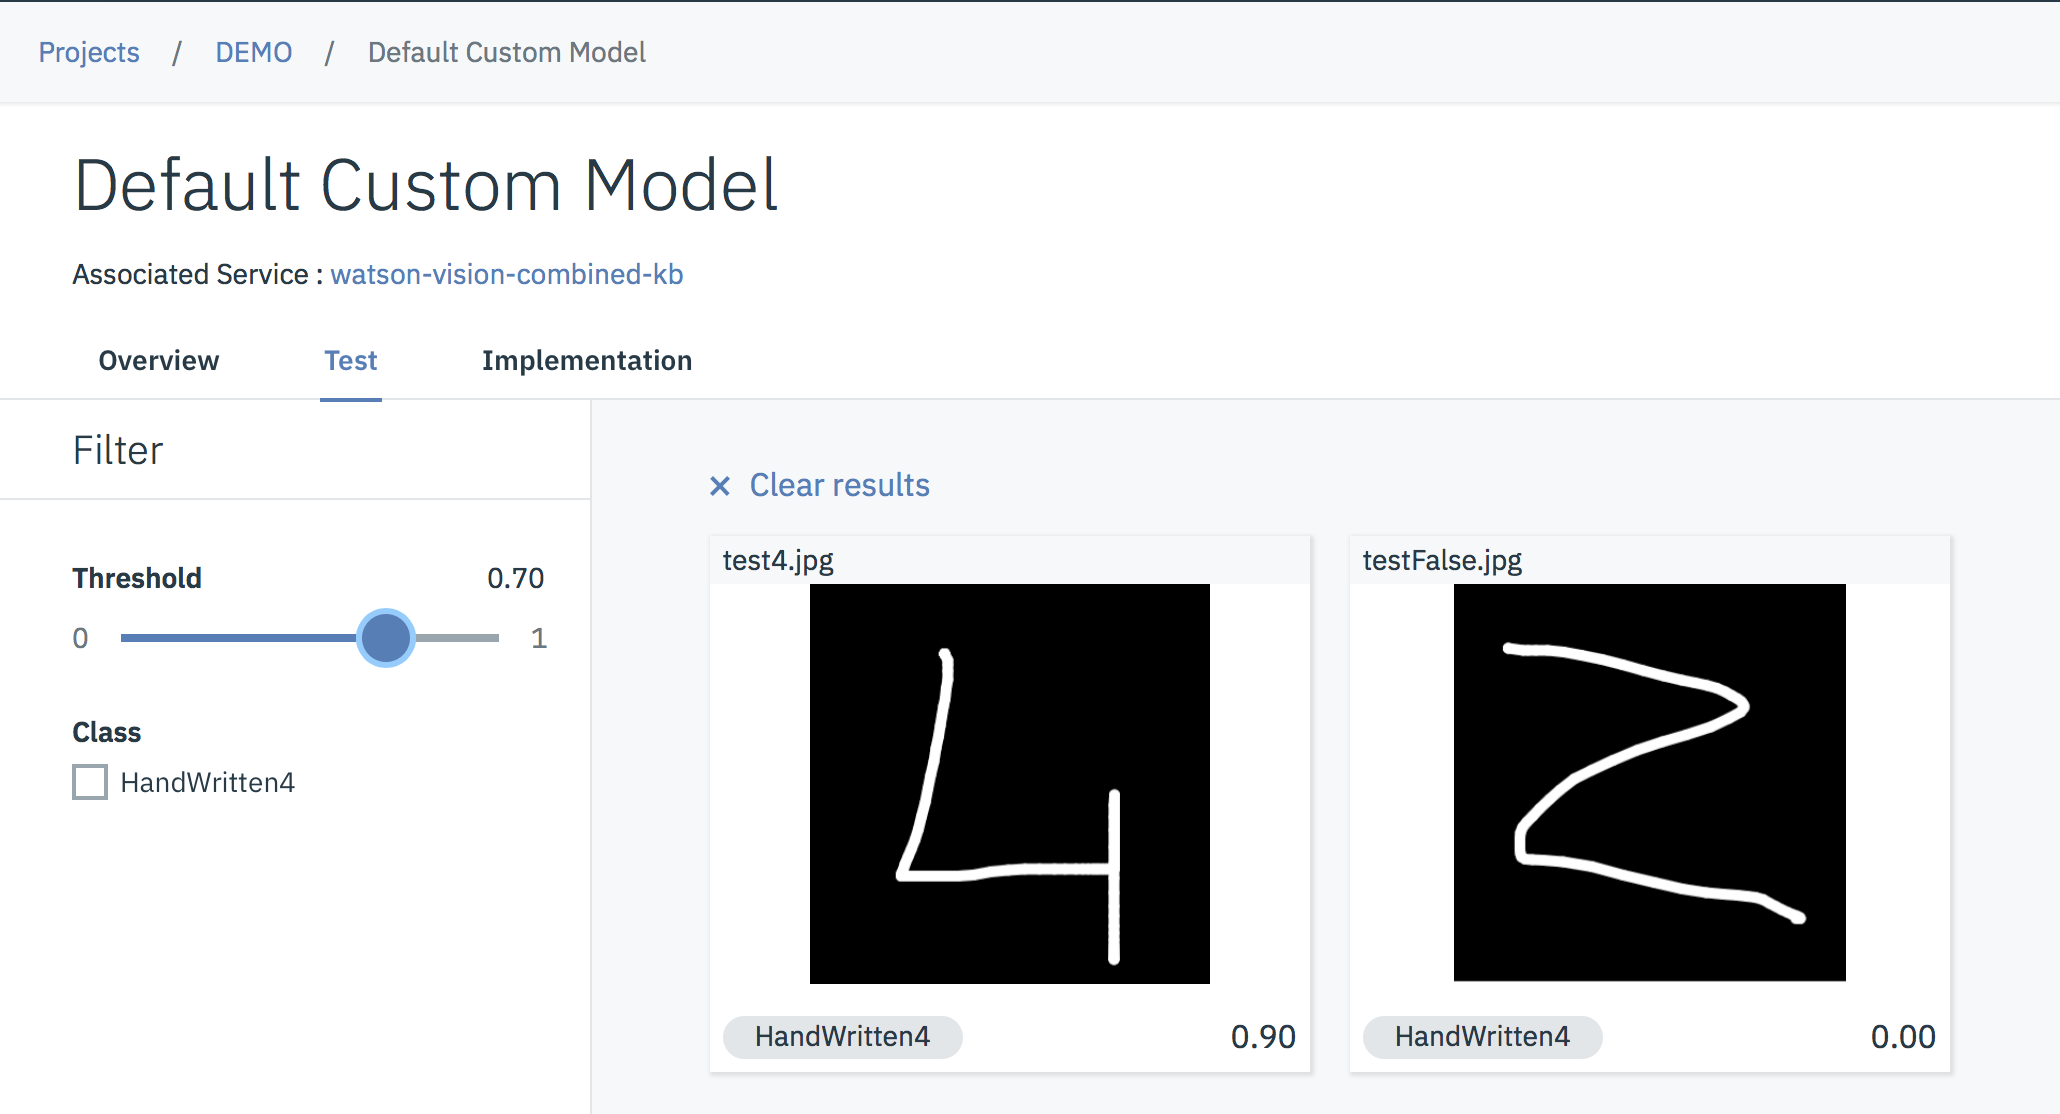 Projects / DEMO / Default Custom Model
Default Custom Model
Associated Service : watson-vision-combined-kb
Overview Test Implementation
Filter
Threshold 0.70
0 1
Class
HandWritten4
× Clear results
test4.jpg
4
HandWritten4 0.90
testFalse.jpg
Z
HandWritten4 0.00